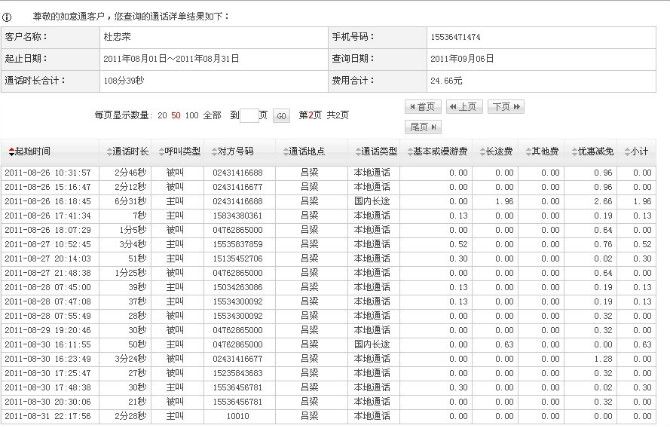 尊敬的如意通客户，您查询的通话详单结果如下：
客户名称： 杜忠荣 手机号码： 15536471474
起止日期： 2011年08月01日～2011年08月31日 查询日期： 2011年09月06日
通话时长合计： 108分39秒 费用合计： 24.66元
每页显示数量： 20 50 100 全部 到 页 GO 第2页 共2页 首页 上页 下页
尾页
起始时间 通话时长 呼叫类型 对方号码 通话地点 通话类型 基本或漫游费 长途费 其他费 优惠减免 小计
2011-08-26 10:31:57 2分46秒 被叫 02431416688 吕梁 本地通话 0.00 0.00 0.00 0.96 0.00
2011-08-26 15:16:47 2分12秒 被叫 02431416677 吕梁 本地通话 0.00 0.00 0.00 0.96 0.00
2011-08-26 16:18:45 6分31秒 主叫 02431416688 吕梁 国内长途 0.00 1.96 0.00 2.66 1.96
2011-08-26 17:41:34 7秒 主叫 15834380361 吕梁 本地通话 0.13 0.00 0.00 0.19 0.13
2011-08-26 18:07:29 1分5秒 被叫 04762865000 吕梁 本地通话 0.00 0.00 0.00 0.64 0.00
2011-08-27 10:52:45 3分4秒 主叫 15535837859 吕梁 本地通话 0.52 0.00 0.00 0.76 0.52
2011-08-27 20:14:03 51秒 主叫 15135452706 吕梁 本地通话 0.30 0.00 0.00 0.02 0.30
2011-08-27 21:48:38 1分25秒 被叫 04762865000 吕梁 本地通话 0.00 0.00 0.00 0.64 0.00
2011-08-28 07:45:00 39秒 主叫 15034263086 吕梁 本地通话 0.13 0.00 0.00 0.19 0.13
2011-08-28 07:47:08 37秒 主叫 15534300092 吕梁 本地通话 0.13 0.00 0.00 0.19 0.13
2011-08-28 07:55:49 28秒 被叫 15534300092 吕梁 本地通话 0.00 0.00 0.00 0.32 0.00
2011-08-29 19:20:46 30秒 被叫 04762865000 吕梁 本地通话 0.00 0.00 0.00 0.32 0.00
2011-08-30 16:11:55 50秒 主叫 04762865000 吕梁 国内长途 0.00 0.63 0.00 0.00 0.63
2011-08-30 16:23:49 3分24秒 被叫 02431416677 吕梁 本地通话 0.00 0.00 0.00 1.28 0.00
2011-08-30 17:25:47 27秒 被叫 15235843683 吕梁 本地通话 0.00 0.00 0.00 0.32 0.00
2011-08-30 17:48:38 30秒 主叫 15536456781 吕梁 本地通话 0.30 0.00 0.00 0.02 0.30
2011-08-30 20:30:06 21秒 被叫 15536456781 吕梁 本地通话 0.00 0.00 0.00 0.32 0.00
2011-08-31 22:17:56 2分28秒 主叫 10010 吕梁 本地通话 0.00 0.00 0.00 0.00 0.00